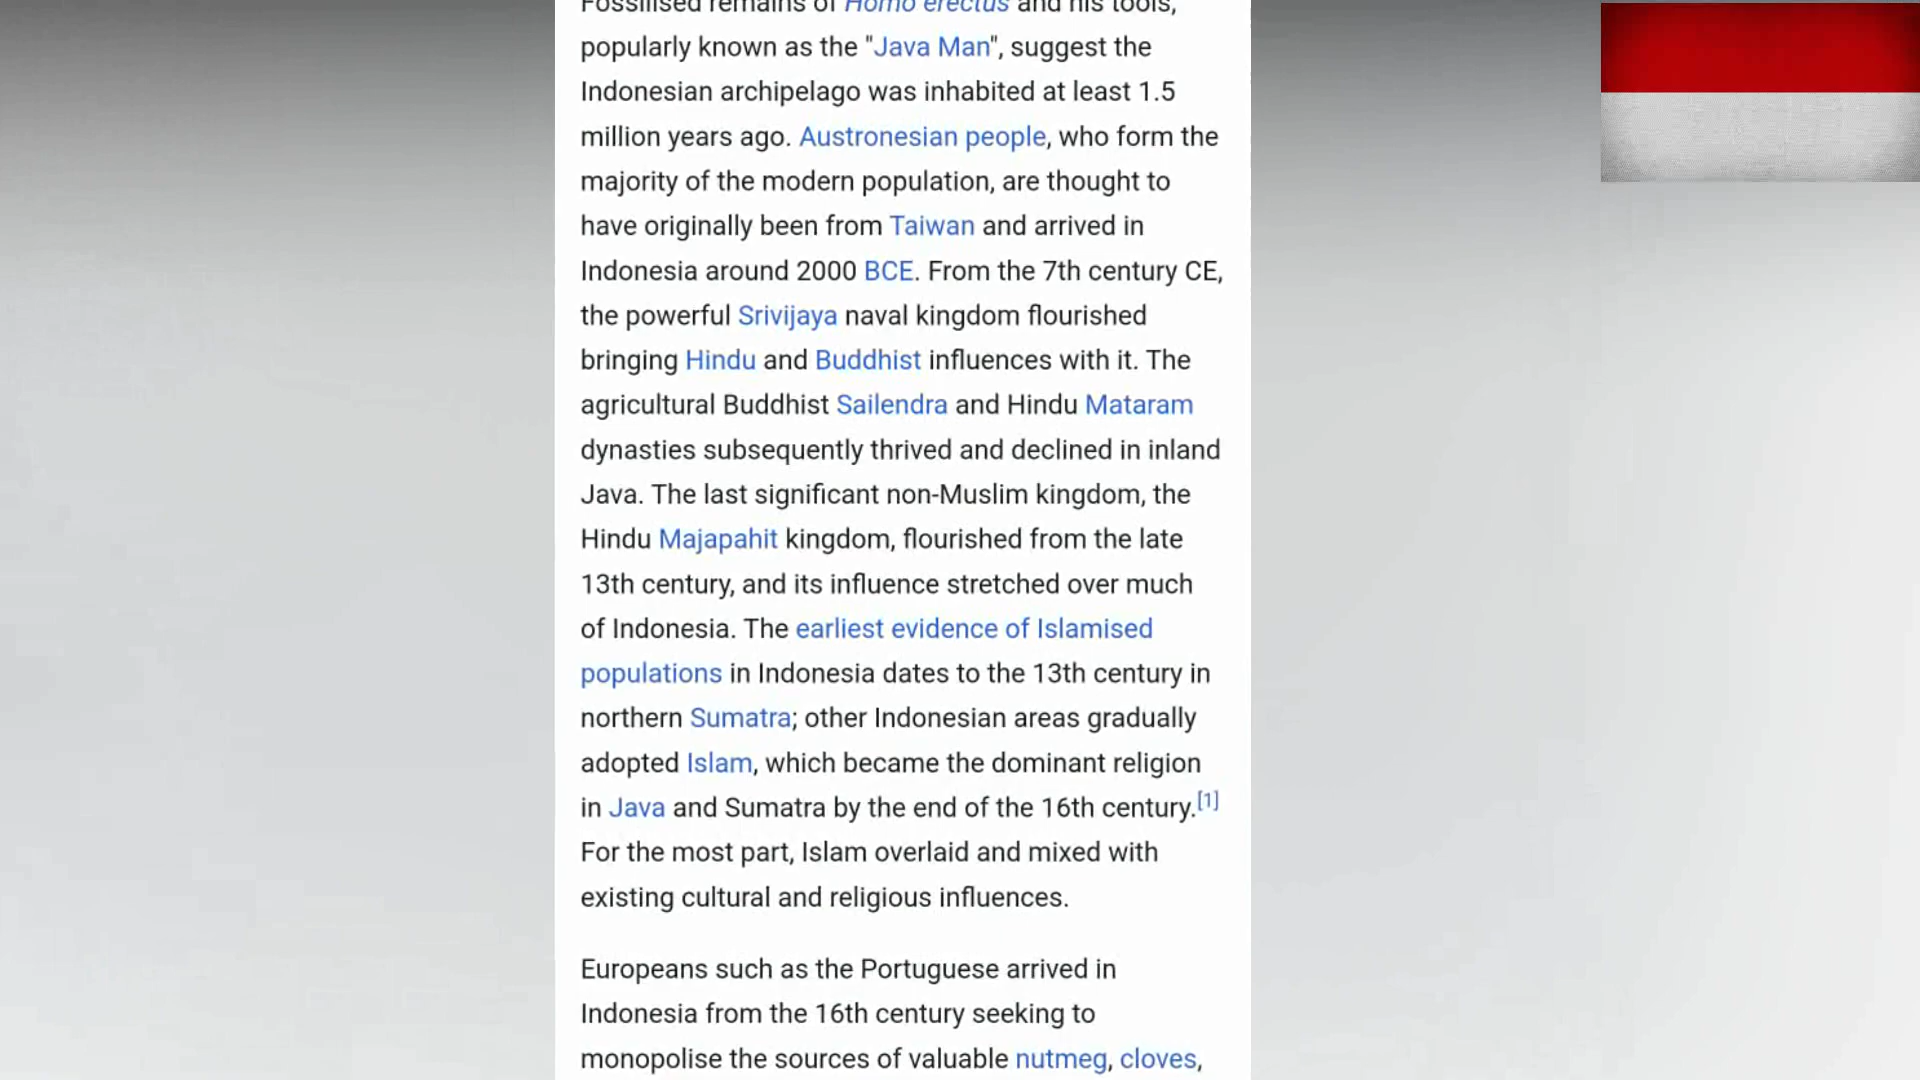 Fossilised remains of Homo erectus and his tools,
popularly known as the "Java Man", suggest the
Indonesian archipelago was inhabited at least 1.5
million years ago. Austronesian people, who form the
majority of the modern population, are thought to
have originally been from Taiwan and arrived in
Indonesia around 2000 BCE. From the 7th century CE,
the powerful Srivijaya naval kingdom flourished
bringing Hindu and Buddhist influences with it. The
agricultural Buddhist Sailendra and Hindu Mataram
dynasties subsequently thrived and declined in inland
Java. The last significant non-Muslim kingdom, the
Hindu Majapahit kingdom, flourished from the late
13th century, and its influence stretched over much
of Indonesia. The earliest evidence of Islamised
populations in Indonesia dates to the 13th century in
northern Sumatra; other Indonesian areas gradually
adopted Islam, which became the dominant religion
in Java and Sumatra by the end of the 16th century.[1]
For the most part, Islam overlaid and mixed with
existing cultural and religious influences.
Europeans such as the Portuguese arrived in
Indonesia from the 16th century seeking to
monopolise the sources of valuable nutmeg, cloves,